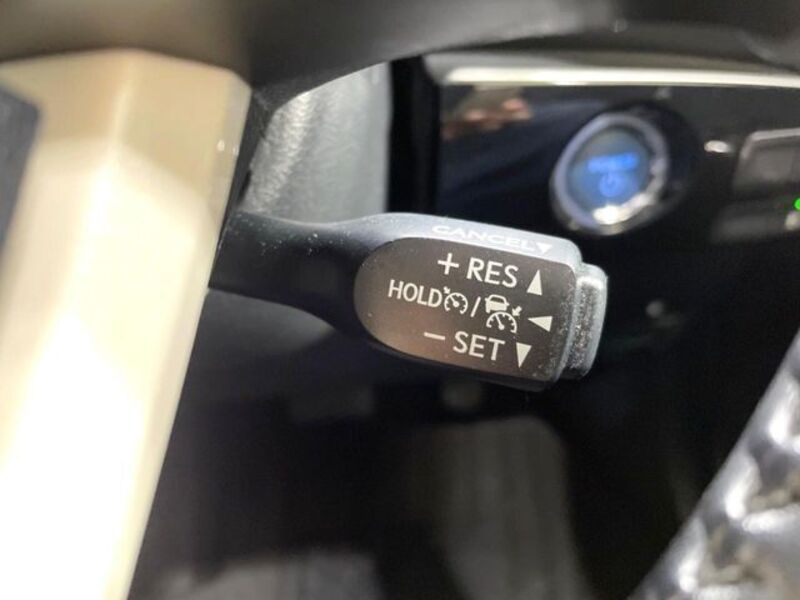 CANCEL▼
+ RES ▲
HOLD / ◀
− SET ▼